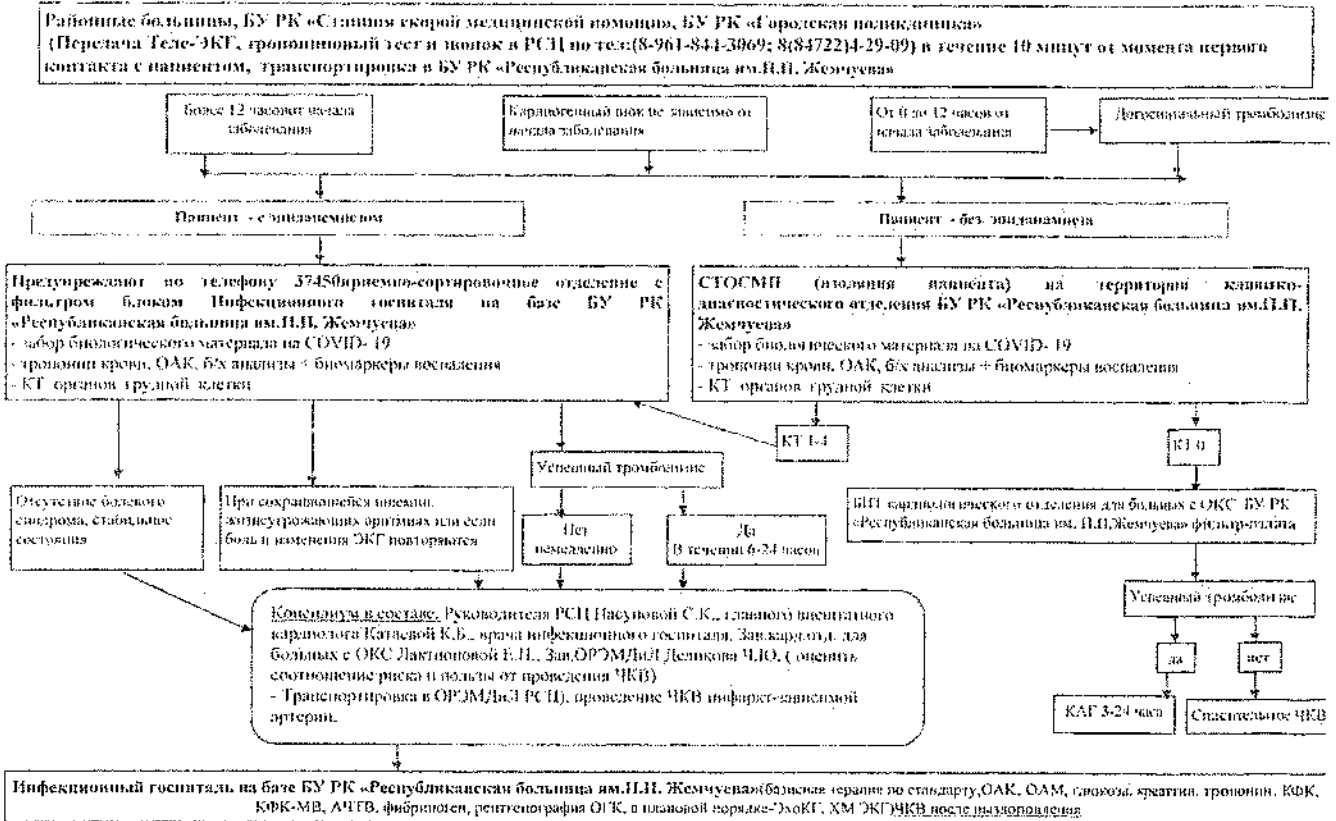 Районные больницы, БУ РК «Станция скорой медицинской помощи», БУ РК «Городская поликлиника»
(Передача Теле-ЭКГ, тропониновый тест и звонок в РСЦ по тел:(8-961-844-3069; 8(84722)4-29-09) в течение 10 минут от момента первого
контакта с пациентом, транспортировка в БУ РК «Республиканская больница им.П.П. Жемчуева»
Более 12 часов от начала
заболевания
Кардиогенный шок не зависимо от
начала заболевания
От 0 до 12 часов от
начала заболевания
Догоспитальный тромболизис
Пациент - с эпиданамнезом
Пациент - без эпиданамнеза
Предупреждают по телефону 37450приемно-сортировочное отделение с
фильтром блоком Инфекционного госпиталя на базе БУ РК
«Республиканская больница им.П.П. Жемчуева»
- забор биологического материала на COVID- 19
- тропонин крови, ОАК, б/х анализы + биомаркеры воспаления
- КТ органов грудной клетки
СТОСМП (изоляция пациента) на территории клинико-
диагностического отделения БУ РК «Республиканская больница им.П.П.
Жемчуева»
- забор биологического материала на COVID- 19
- тропонин крови, ОАК, б/х анализы + биомаркеры воспаления
- КТ органов грудной клетки
КТ 1-4
КТ 0
Успешный тромболизис
Отсутствие болевого
синдрома, стабильное
состояния
При сохраняющейся ишемии,
жизнеугрожающих аритмиях или если
боль и изменения ЭКГ повторяются
Нет
немедленно
Да
В течении 6-24 часов
БИТ кардиологического отделения для больных с ОКС БУ РК
«Республиканская больница им. П.П.Жемчуева» фильтр-палата
Консилиум в составе: Руководителя РСЦ Насуновой С.К., главного внештатного
кардиолога Катаевой К.Б., врача инфекционного госпиталя, Зав.кардотд. для
больных с ОКС Лактионовой Е.Н., Зав.ОРЭМДиЛ Деликова Ч.Ю. ( оценить
соотношение риска и пользы от проведения ЧКВ)
- Транспортировка в ОРЭМДиЛ РСЦ), проведение ЧКВ инфаркт-зависимой
артерии.
Успешный тромболизис
да
нет
КАГ 3-24 часа
Спасительное ЧКВ
Инфекционный госпиталь на базе БУ РК «Республиканская больница им.П.П. Жемчуева»(базисная терапия по стандарту,ОАК, ОАМ, глюкоза, креатин, тропонин, КФК,
КФК-МВ, АЧТВ, фибриноген, рентгенография ОГК, в плановой порядке-ЭхоКГ, ХМ ЭКГ)ЧКВ после выздоровления